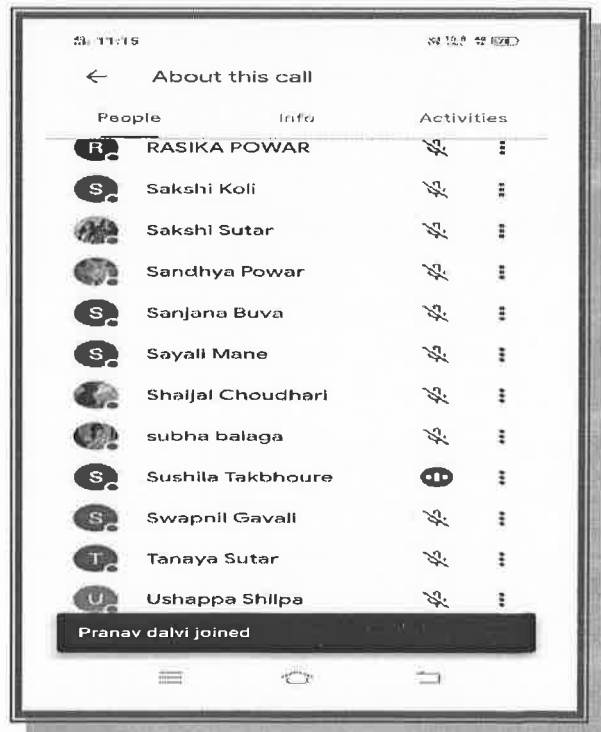 11:15
About this call
People Info Activities
R RASIKA POWAR
S Sakshi Koli
Sakshi Sutar
Sandhya Powar
S Sanjana Buva
S Sayali Mane
Shaijal Choudhari
subha balaga
S Sushila Takbhoure
S Swapnil Gavali
T Tanaya Sutar
U Ushappa Shilpa
Pranav dalvi joined